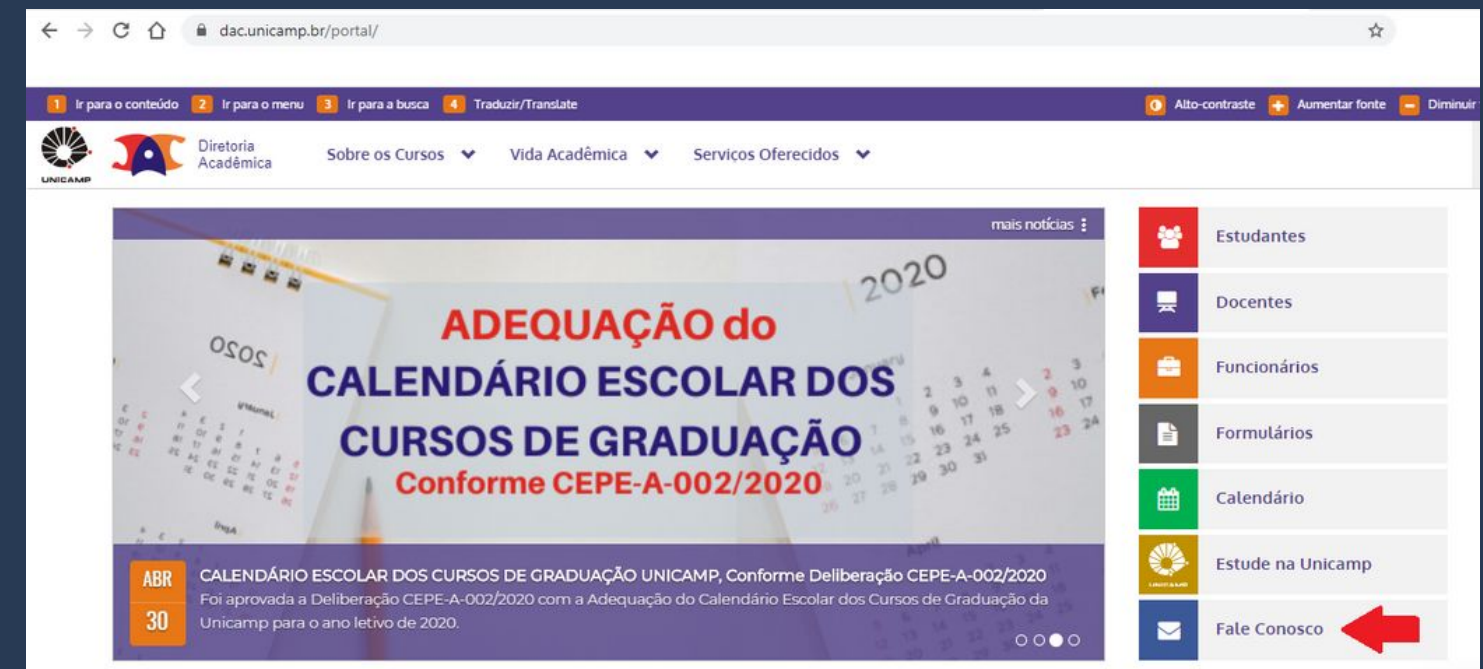 dac.unicamp.br/portal/
1 Ir para o conteúdo 2 Ir para o menu 3 Ir para a busca 4 Traduzir/Translate Alto-contraste Aumentar fonte Diminuir
UNICAMP
Diretoria
Acadêmica
Sobre os Cursos Vida Acadêmica Serviços Oferecidos
mais notícias
2020
2020
ADEQUAÇÃO do
CALENDÁRIO ESCOLAR DOS
CURSOS DE GRADUAÇÃO
Conforme CEPE-A-002/2020
ABR
30
CALENDÁRIO ESCOLAR DOS CURSOS DE GRADUAÇÃO UNICAMP, Conforme Deliberação CEPE-A-002/2020
Foi aprovada a Deliberação CEPE-A-002/2020 com a Adequação do Calendário Escolar dos Cursos de Graduação da
Unicamp para o ano letivo de 2020.
Estudantes
Docentes
Funcionários
Formulários
Calendário
UNICAMP
Estude na Unicamp
Fale Conosco